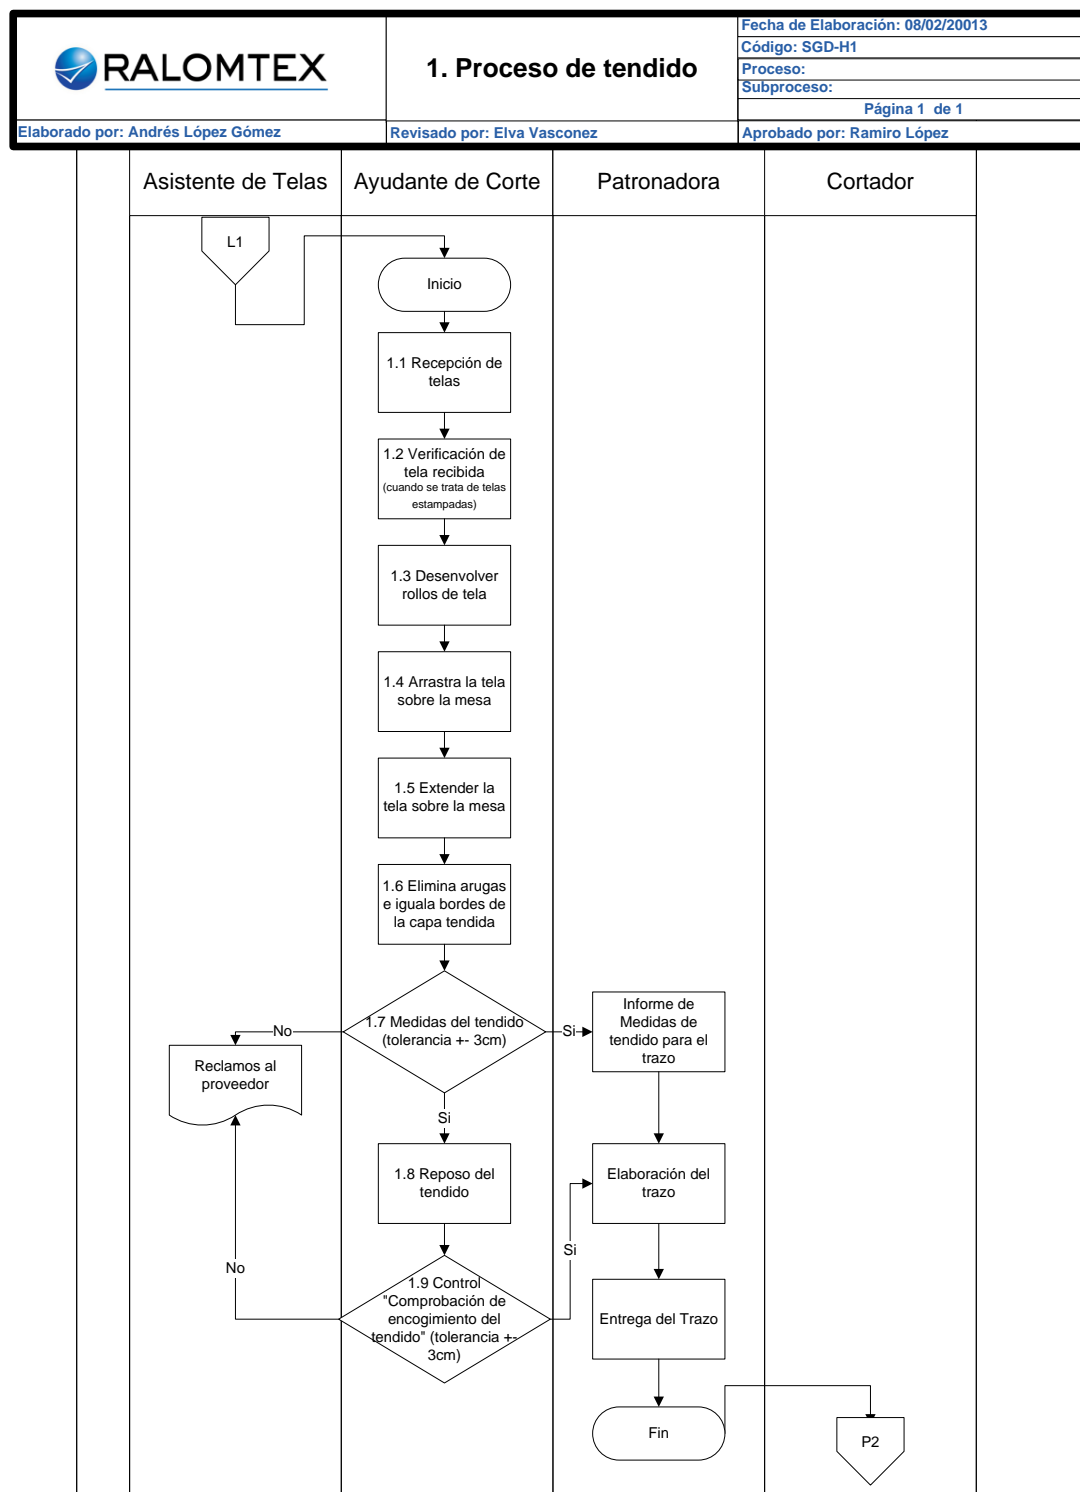 RALOMTEX
1. Proceso de tendido
Fecha de Elaboración: 08/02/20013
Código: SGD-H1
Proceso:
Subproceso:
Página 1 de 1
Elaborado por: Andrés López Gómez
Revisado por: Elva Vasconez
Aprobado por: Ramiro López
Asistente de Telas
Ayudante de Corte
Patronadora
Cortador
L1
Inicio
1.1 Recepción de
telas
1.2 Verificación de
tela recibida
(cuando se trata de telas
estampadas)
1.3 Desenvolver
rollos de tela
1.4 Arrastra la tela
sobre la mesa
1.5 Extender la
tela sobre la mesa
1.6 Elimina arugas
e iguala bordes de
la capa tendida
1.7 Medidas del tendido
(tolerancia +- 3cm)
No
Si
Informe de
Medidas de
tendido para el
trazo
Reclamos al
proveedor
Si
1.8 Reposo del
tendido
Elaboración del
trazo
Si
No
1.9 Control
"Comprobación de
encogimiento del
tendido" (tolerancia +-
3cm)
Entrega del Trazo
Fin
P2